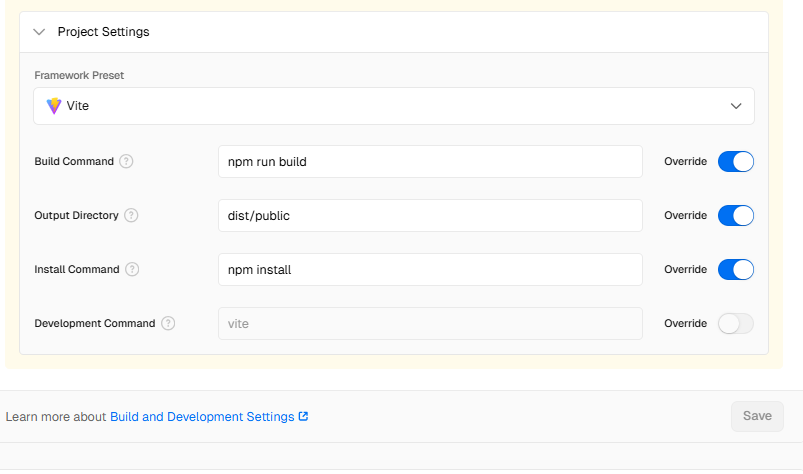 Project Settings
Framework Preset
Vite
Build Command ? npm run build Override
Output Directory ? dist/public Override
Install Command ? npm install Override
Development Command ? vite Override
Learn more about Build and Development Settings Save